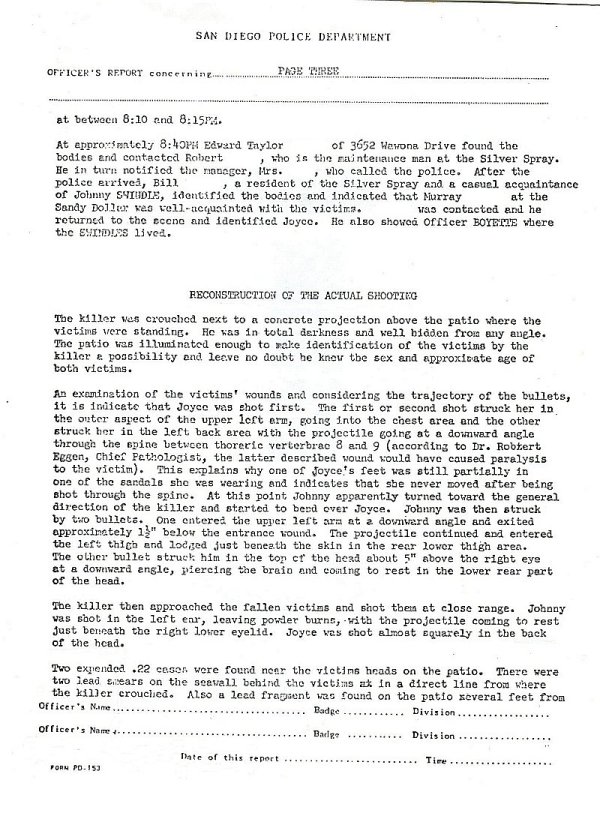 SAN DIEGO POLICE DEPARTMENT
OFFICER'S REPORT concerning PAGE THREE
at between 8:10 and 8:15PM.
At approximately 8:40PM Edward Taylor of 3652 Wawona Drive found the
bodies and contacted Robert , who is the maintenance man at the Silver Spray.
He in turn notified the manager, Mrs. , who called the police. After the
police arrived, Bill , a resident of the Silver Spray and a casual acquaintance
of Johnny SWINDLE, identified the bodies and indicated that Murray at the
Sandy Dollar was well-acquainted with the victims. was contacted and he
returned to the scene and identified Joyce. He also showed Officer BOYETTE where
the SWINDLES lived.
RECONSTRUCTION OF THE ACTUAL SHOOTING
The killer was crouched next to a concrete projection above the patio where the
victims were standing. He was in total darkness and well hidden from any angle.
The patio was illuminated enough to make identification of the victims by the
killer a possibility and leave no doubt he knew the sex and approximate age of
both victims.
An examination of the victims' wounds and considering the trajectory of the bullets,
it is indicate that Joyce was shot first. The first or second shot struck her in
the outer aspect of the upper left arm, going into the chest area and the other
struck her in the left back area with the projectile going at a downward angle
through the spine between thoracic verterbrae 8 and 9 (according to Dr. Robtert
Eggen, Chief Pathologist, the latter described wound would have caused paralysis
to the victim). This explains why one of Joyce's feet was still partially in
one of the sandals she was wearing and indicates that she never moved after being
shot through the spine. At this point Johnny apparently turned toward the general
direction of the killer and started to bend over Joyce. Johnny was then struck
by two bullets. One entered the upper left arm at a downward angle and exited
approximately 1½" below the entrance wound. The projectile continued and entered
the left thigh and lodged just beneath the skin in the rear lower thigh area.
The other bullet struck him in the top of the head about 5" above the right eye
at a downward angle, piercing the brain and coming to rest in the lower rear part
of the head.
The killer then approached the fallen victims and shot them at close range. Johnny
was shot in the left ear, leaving powder burns, with the projectile coming to rest
just beneath the right lower eyelid. Joyce was shot almost squarely in the back
of the head.
Two expended .22 cases were found near the victims heads on the patio. There were
two lead smears on the seawall behind the victims at in a direct line from where
the killer crouched. Also a lead fragment was found on the patio several feet from
Officer's Name Badge Division
Officer's Name Badge Division
Date of this report Time
FORM PD-153